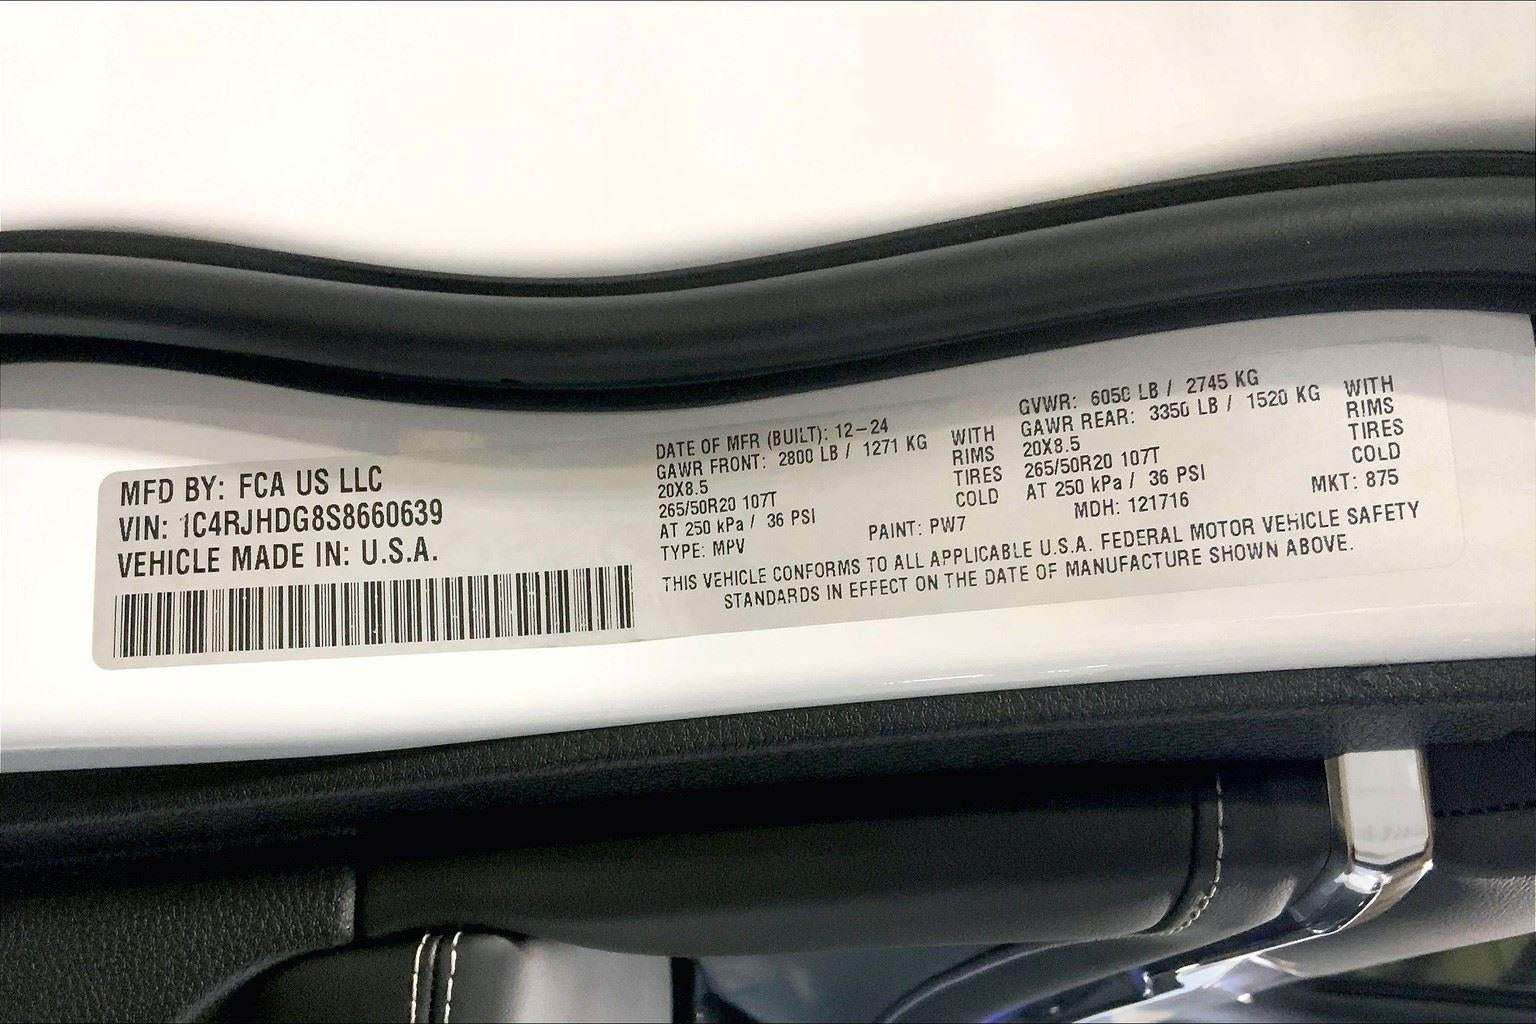 MFD BY: FCA US LLC
VIN: 1C4RJHDG8S8660639
VEHICLE MADE IN: U.S.A.
DATE OF MFR (BUILT): 12-24
GAWR FRONT: 2800 LB / 1271 KG WITH
20X8.5 RIMS
265/50R20 107T TIRES
AT 250 kPa / 36 PSI COLD
TYPE: MPV PAINT: PW7
GVWR: 6050 LB / 2745 KG
GAWR REAR: 3350 LB / 1520 KG WITH
20X8.5 RIMS
265/50R20 107T TIRES
AT 250 kPa / 36 PSI COLD
MDH: 121716 MKT: 875
THIS VEHICLE CONFORMS TO ALL APPLICABLE U.S.A. FEDERAL MOTOR VEHICLE SAFETY
STANDARDS IN EFFECT ON THE DATE OF MANUFACTURE SHOWN ABOVE.